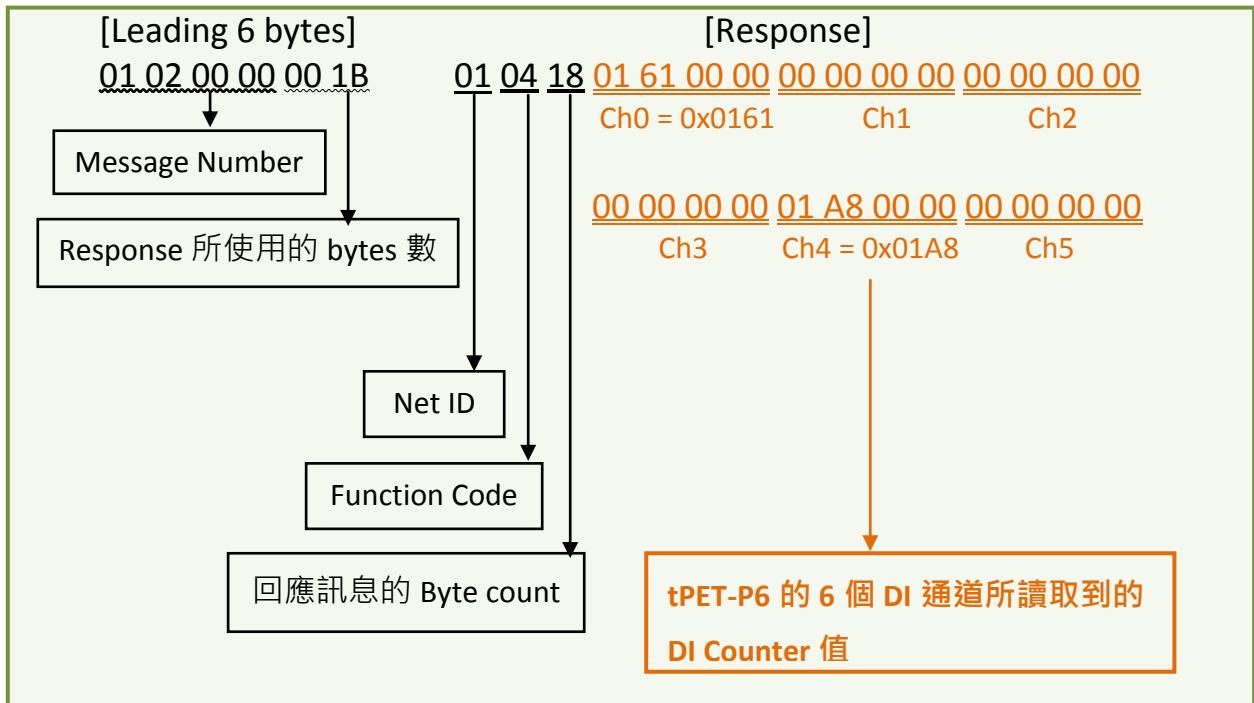 [Leading 6 bytes] [Response]
01 02 00 00 00 1B 01 04 18 01 61 00 00 00 00 00 00 00 00 00 00
Ch0 = 0x0161 Ch1 Ch2
Message Number
00 00 00 00 01 A8 00 00 00 00 00 00
Ch3 Ch4 = 0x01A8 Ch5
Response 所使用的 bytes 數
Net ID
Function Code
回應訊息的 Byte count
tPET-P6 的 6 個 DI 通道所讀取到的
DI Counter 值